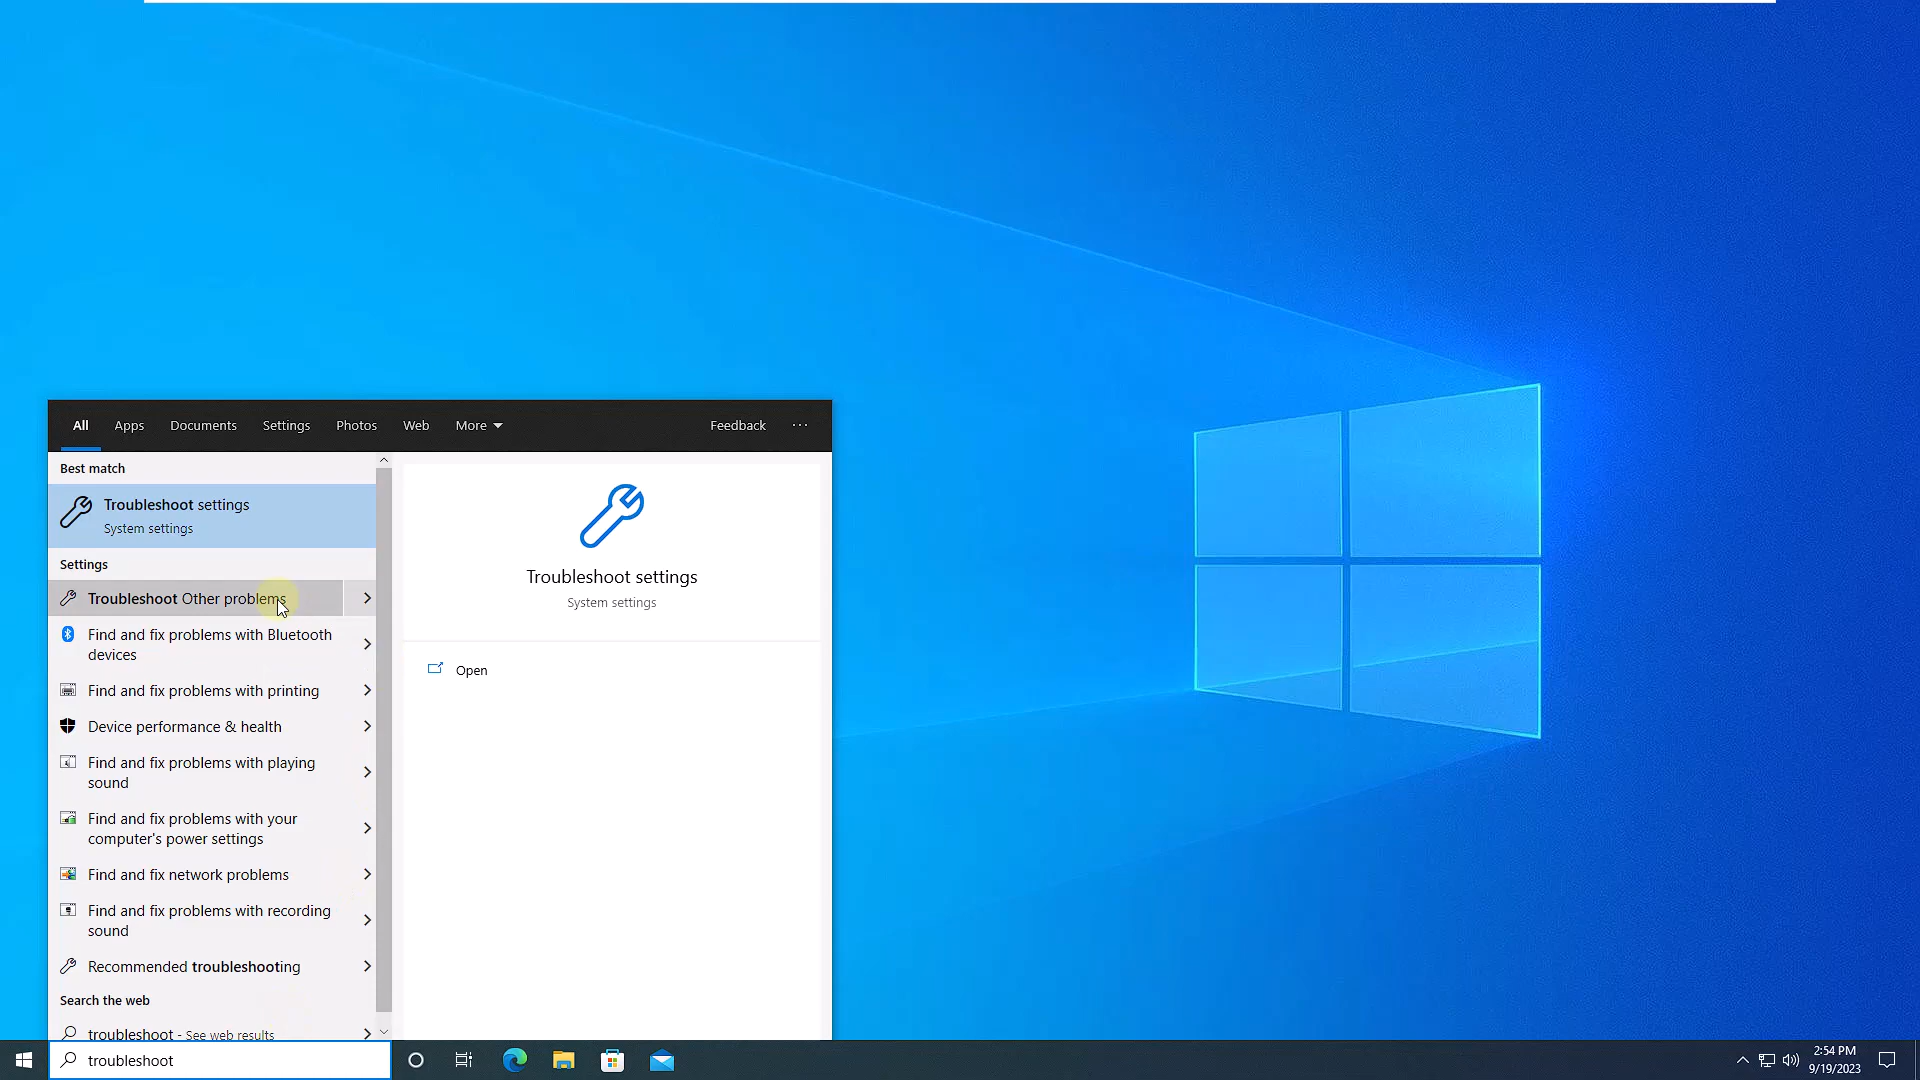 All Apps Documents Settings Photos Web More Feedback ...
Best match
Troubleshoot settings
System settings
Settings
Troubleshoot Other problems
Find and fix problems with Bluetooth
devices
Find and fix problems with printing
Device performance & health
Find and fix problems with playing
sound
Find and fix problems with your
computer's power settings
Find and fix network problems
Find and fix problems with recording
sound
Recommended troubleshooting
Search the web
troubleshoot - See web results
Troubleshoot settings
System settings
Open
troubleshoot
2:54 PM
9/19/2023